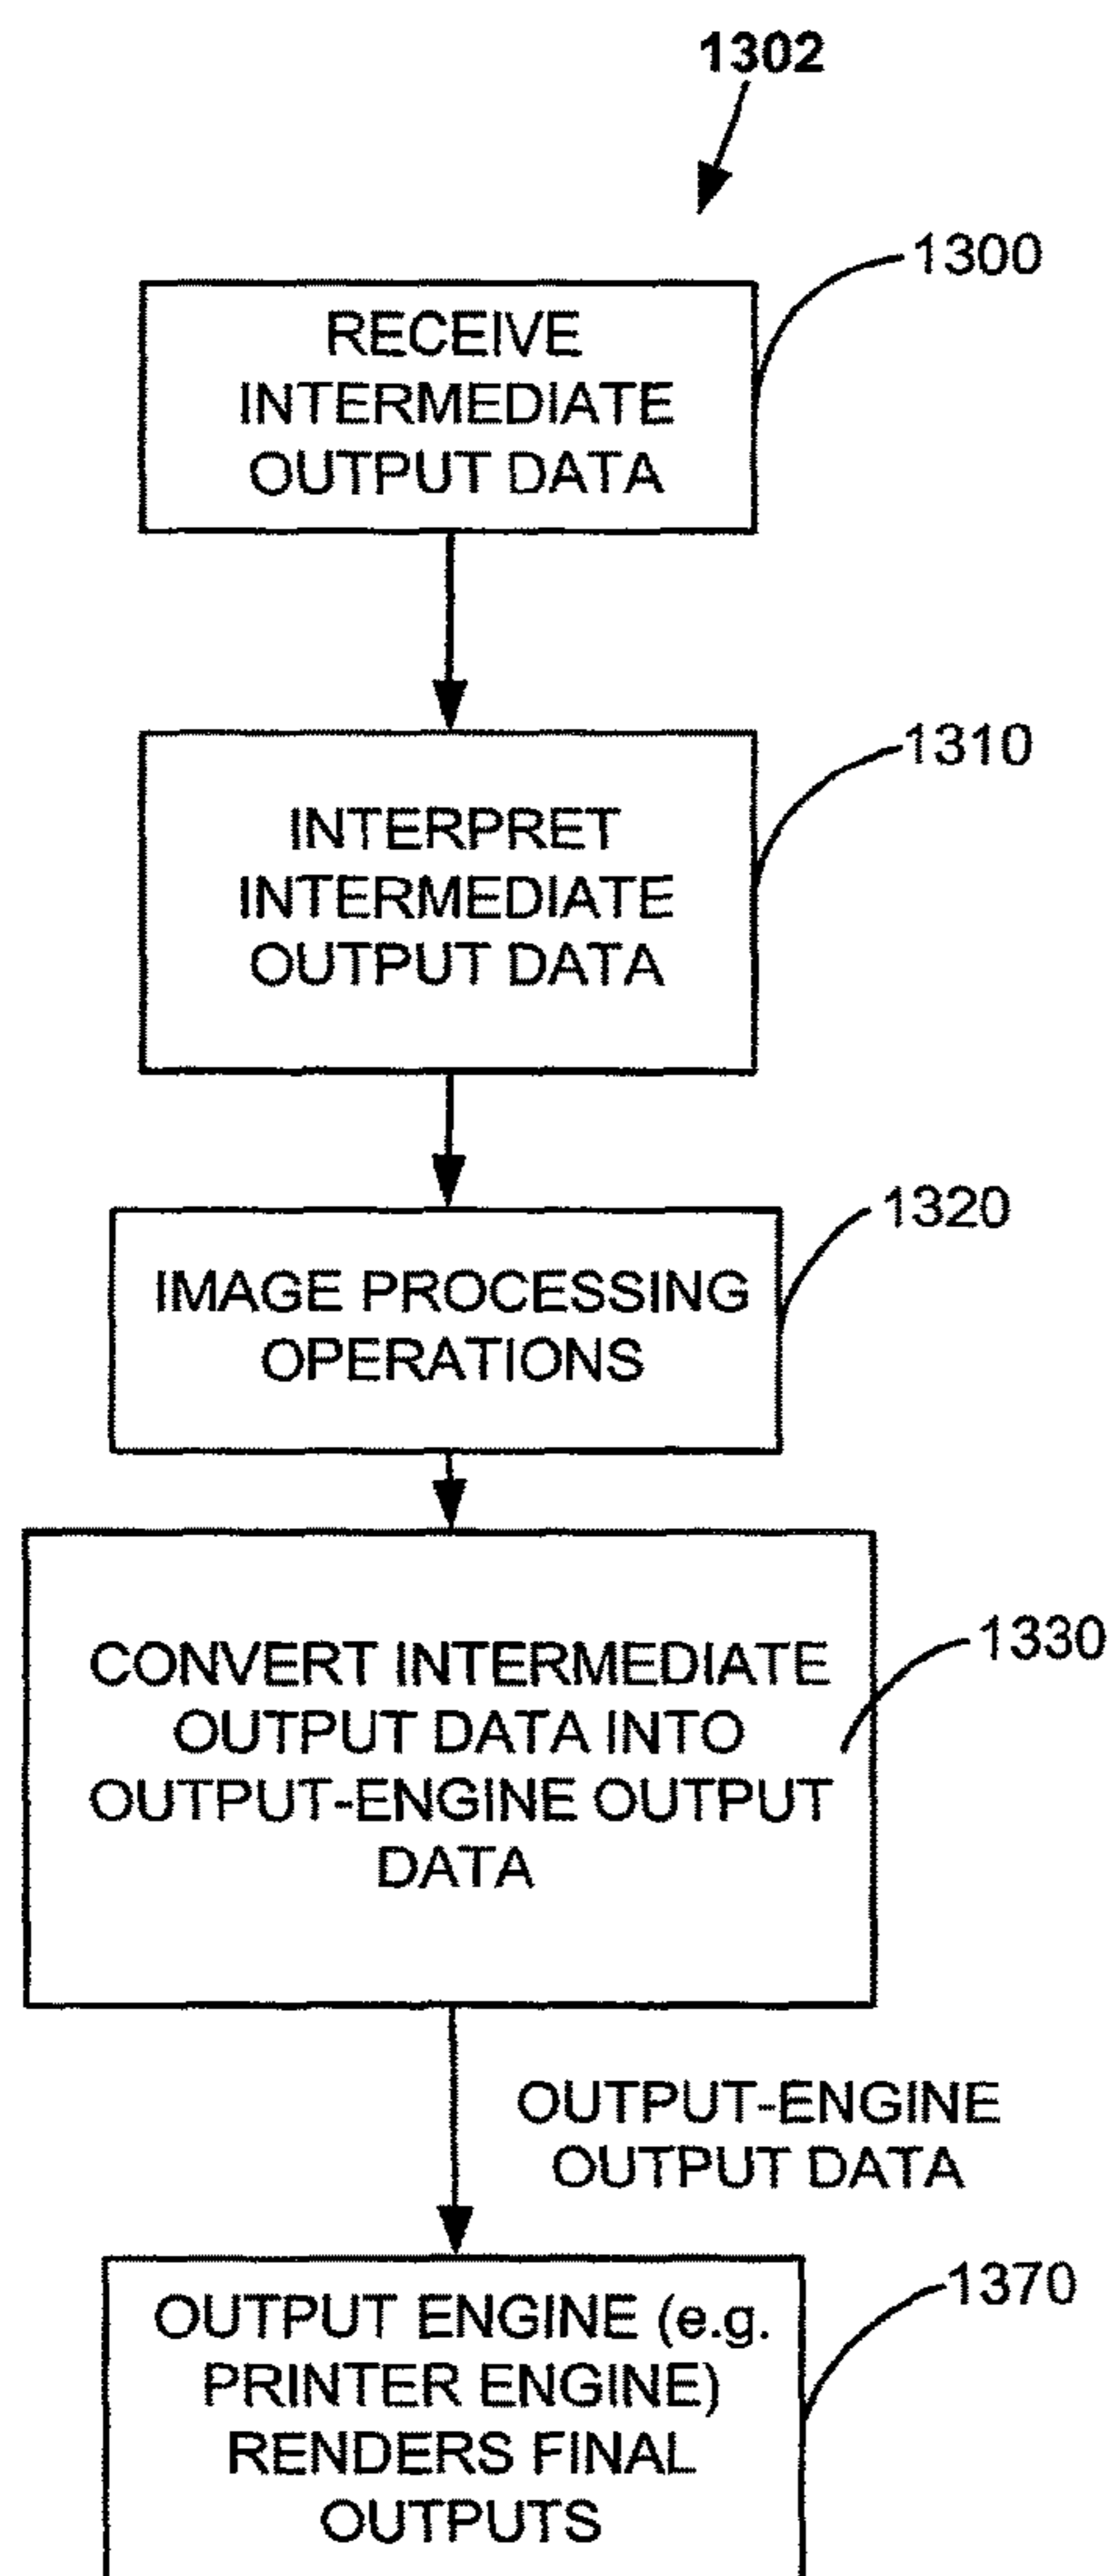 1302
1300
RECEIVE
INTERMEDIATE
OUTPUT DATA
1310
INTERPRET
INTERMEDIATE
OUTPUT DATA
1320
IMAGE PROCESSING
OPERATIONS
1330
CONVERT INTERMEDIATE
OUTPUT DATA INTO
OUTPUT-ENGINE OUTPUT
DATA
OUTPUT-ENGINE
OUTPUT DATA
1370
OUTPUT ENGINE (e.g.
PRINTER ENGINE)
RENDERS FINAL
OUTPUTS